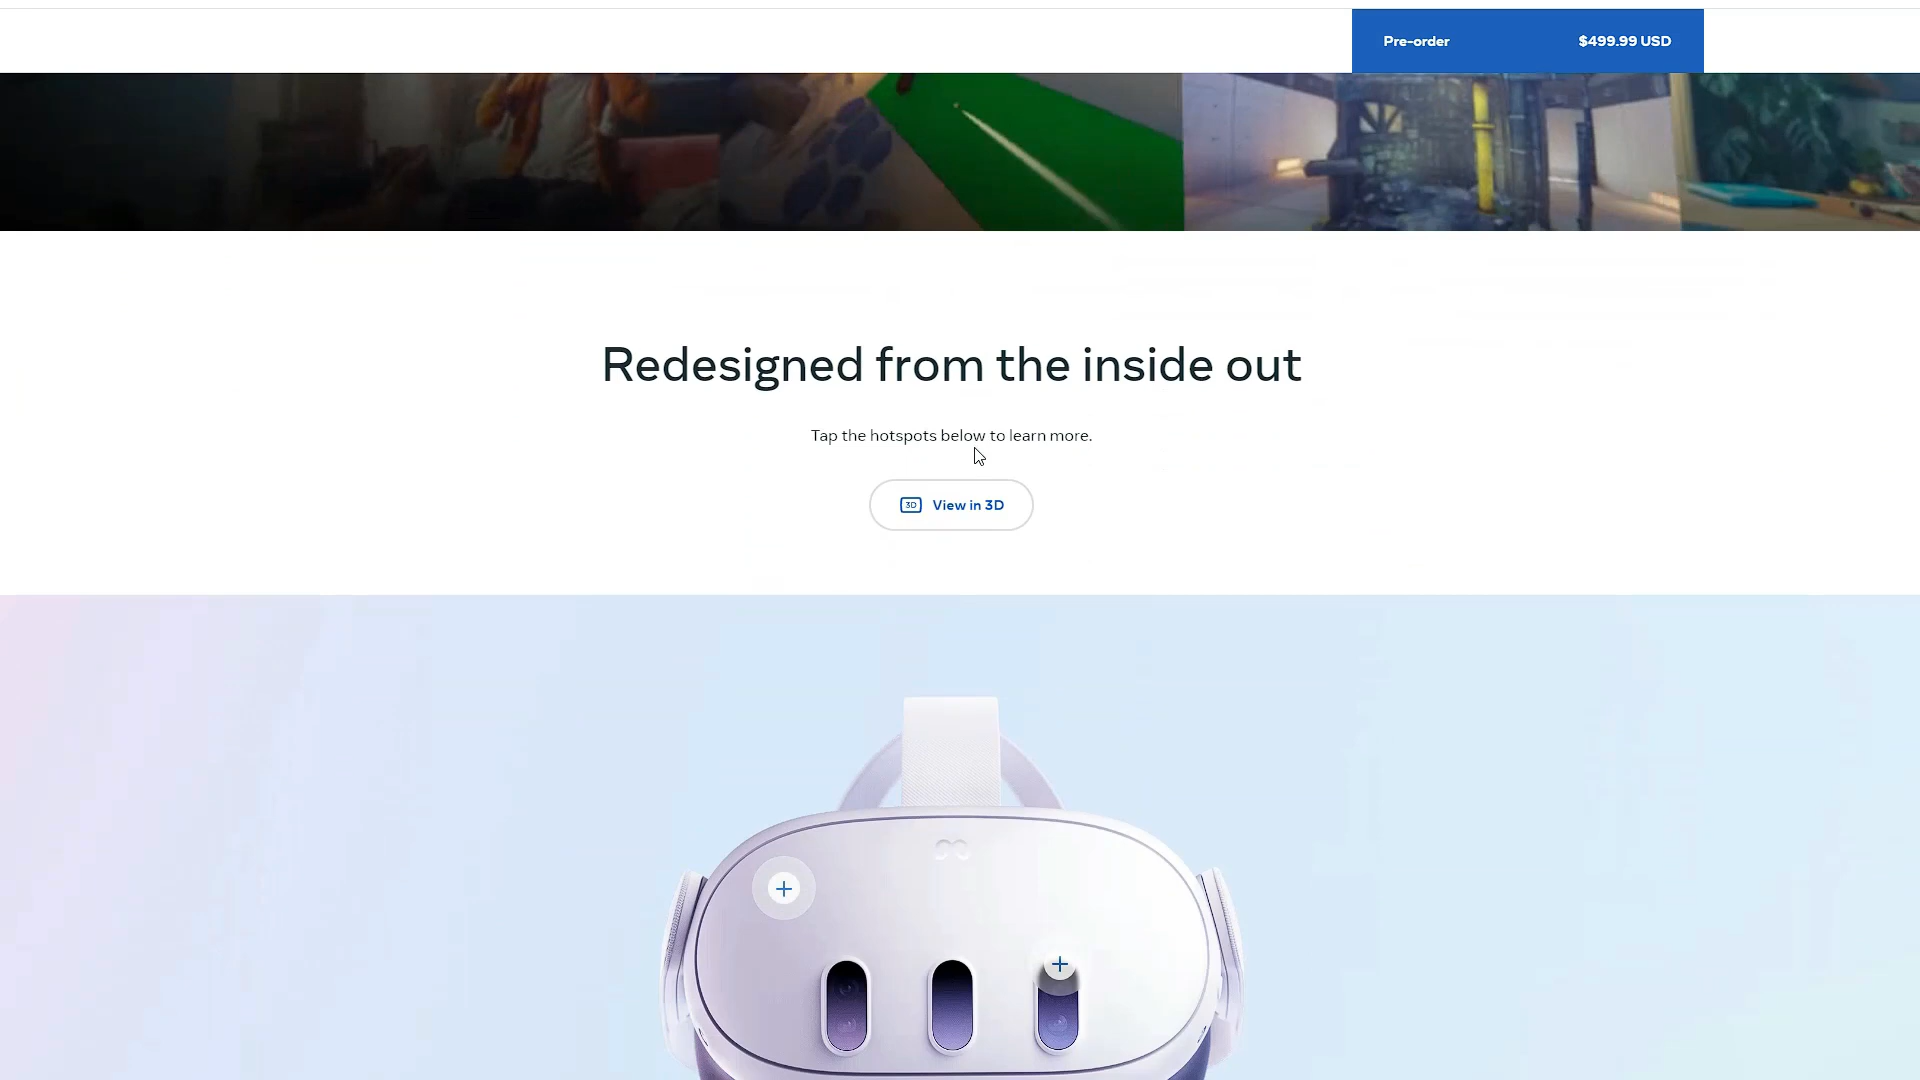 Pre-order $499.99 USD
Redesigned from the inside out
Tap the hotspots below to learn more.
3D View in 3D